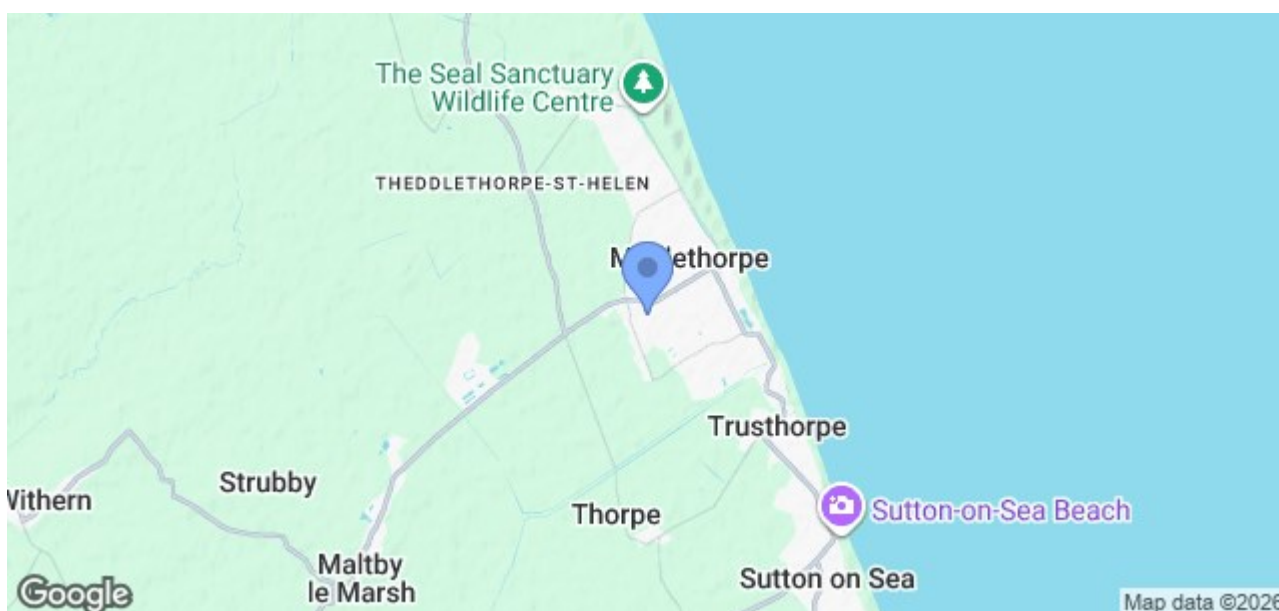 The Seal Sanctuary
Wildlife Centre
THEDDLETHORPE-ST-HELEN
Trusthorpe
Strubby
Withern
Thorpe
Sutton-on-Sea Beach
Maltby
le Marsh
Sutton on Sea
Google
Map data ©2026